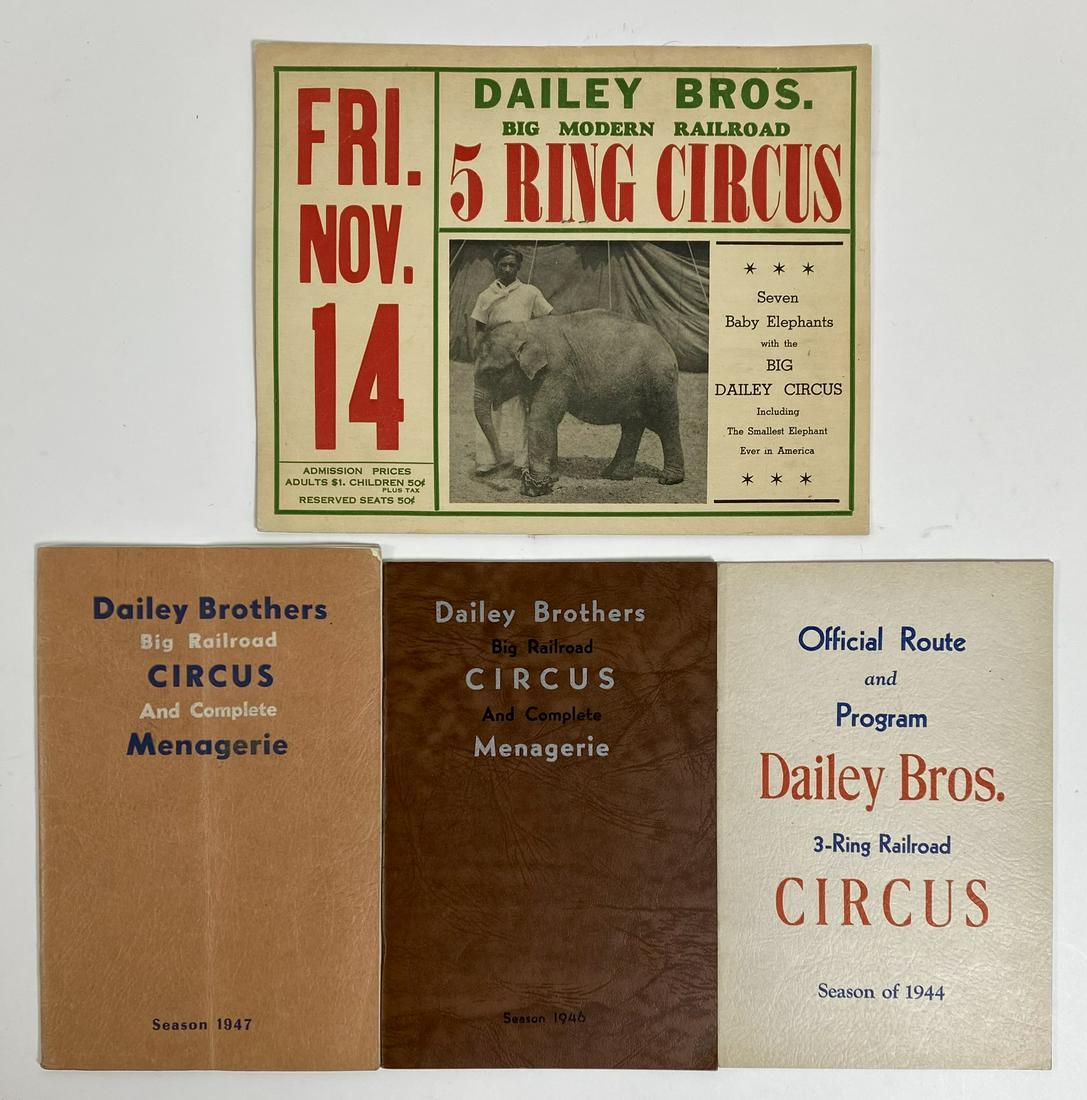 FRI.
NOV.
14
ADMISSION PRICES
ADULTS $1. CHILDREN 50¢
PLUS TAX
RESERVED SEATS 50¢
DAILEY BROS.
BIG MODERN RAILROAD
5 RING CIRCUS
Seven
Baby Elephants
with the
BIG
DAILEY CIRCUS
Including
The Smallest Elephant
Ever in America
Dailey Brothers
Big Railroad
CIRCUS
And Complete
Menagerie
Season 1947
Dailey Brothers
Big Railroad
CIRCUS
And Complete
Menagerie
Season 1946
Official Route
and
Program
Dailey Bros.
3-Ring Railroad
CIRCUS
Season of 1944